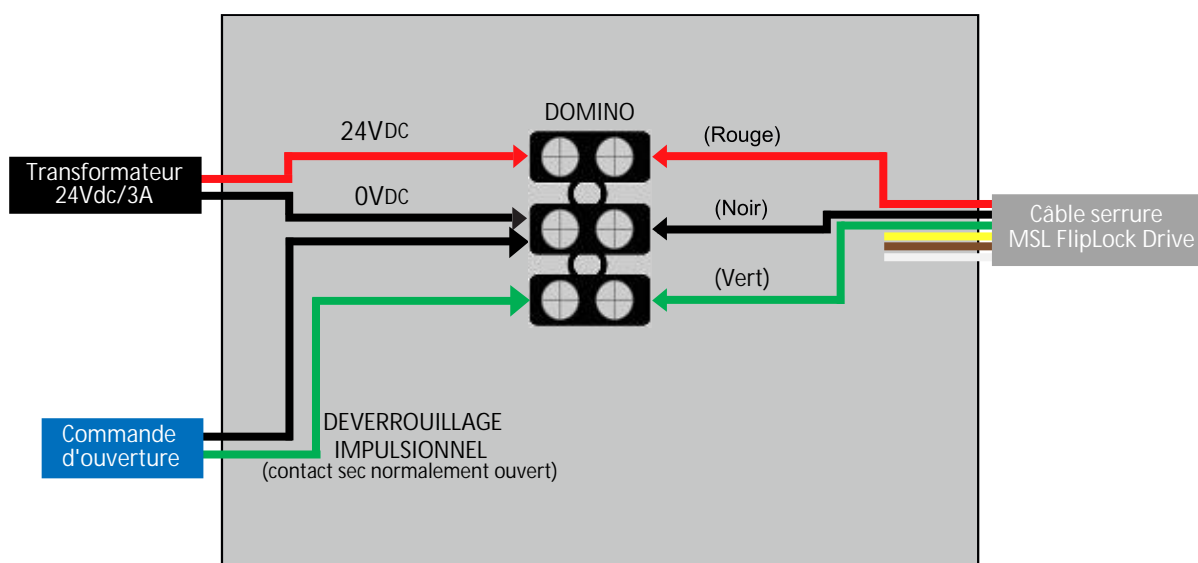 DOMINO
24VDC
(Rouge)
Transformateur
24Vdc/3A
0VDC
(Noir)
Câble serrure
MSL FlipLock Drive
(Vert)
Commande
d'ouverture
DEVERROUILLAGE
IMPULSIONNEL
(contact sec normalement ouvert)